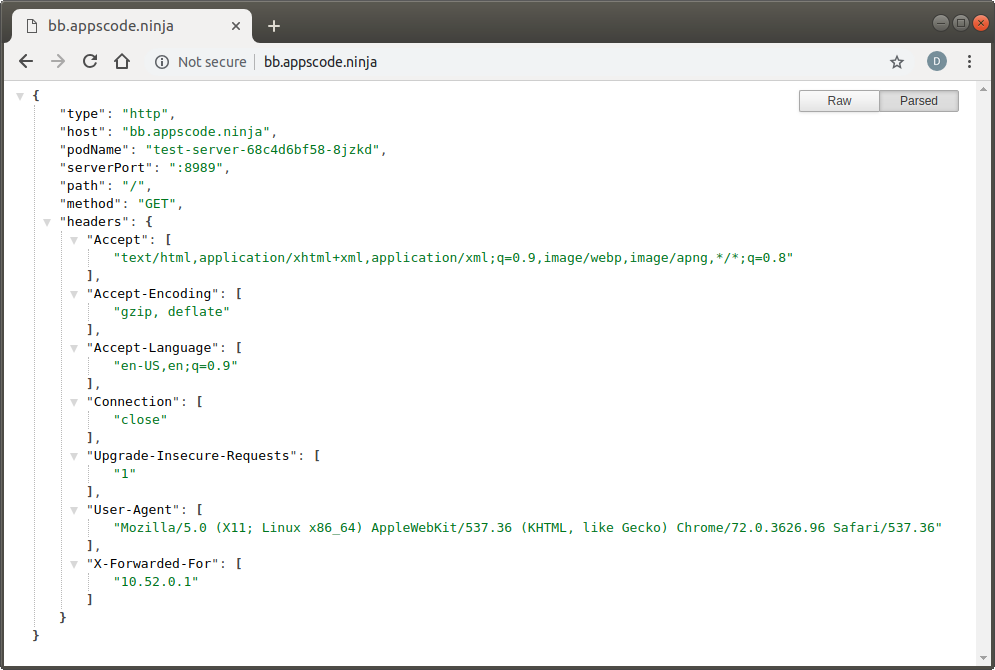 bb.appscode.ninja
Not secure
bb.appscode.ninja
D
Raw
Parsed
{
"type": "http",
"host": "bb.appscode.ninja",
"podName": "test-server-68c4d6bf58-8jzkd",
"serverPort": ":8989",
"path": "/",
"method": "GET",
"headers": {
"Accept": [
"text/html,application/xhtml+xml,application/xml;q=0.9,image/webp,image/apng,*/*;q=0.8"
],
"Accept-Encoding": [
"gzip, deflate"
],
"Accept-Language": [
"en-US,en;q=0.9"
],
"Connection": [
"close"
],
"Upgrade-Insecure-Requests": [
"1"
],
"User-Agent": [
"Mozilla/5.0 (X11; Linux x86_64) AppleWebKit/537.36 (KHTML, like Gecko) Chrome/72.0.3626.96 Safari/537.36"
],
"X-Forwarded-For": [
"10.52.0.1"
]
}
}